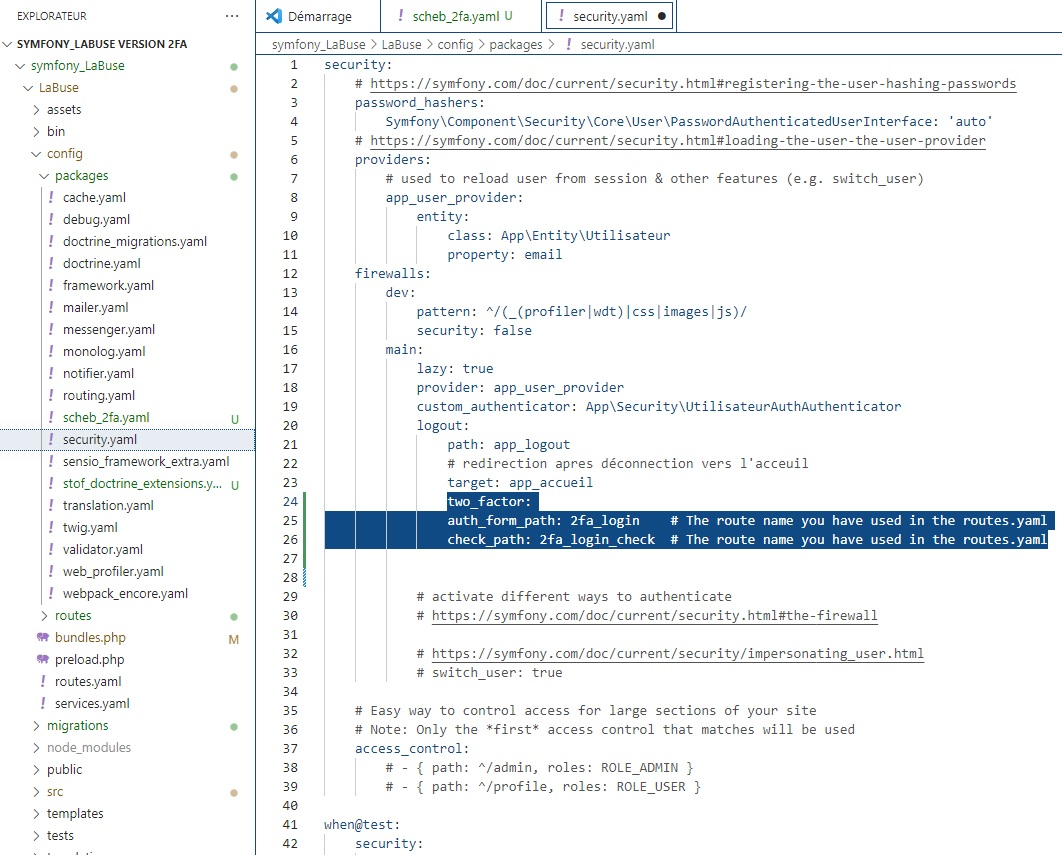 EXPLORATEUR
···
SYMFONY_LABUSE VERSION 2FA
symfony_LaBuse
LaBuse
assets
bin
config
packages
! cache.yaml
! debug.yaml
! doctrine_migrations.yaml
! doctrine.yaml
! framework.yaml
! mailer.yaml
! messenger.yaml
! monolog.yaml
! notifier.yaml
! routing.yaml
! scheb_2fa.yaml U
! security.yaml
! sensio_framework_extra.yaml
! stof_doctrine_extensions.y... U
! translation.yaml
! twig.yaml
! validator.yaml
! web_profiler.yaml
! webpack_encore.yaml
routes
bundles.php M
preload.php
! routes.yaml
! services.yaml
migrations
node_modules
public
src
templates
tests
Démarrage
! scheb_2fa.yaml U
! security.yaml ●
symfony_LaBuse > LaBuse > config > packages > ! security.yaml
1 security:
2 # https://symfony.com/doc/current/security.html#registering-the-user-hashing-passwords
3 password_hashers:
4 Symfony\Component\Security\Core\User\PasswordAuthenticatedUserInterface: 'auto'
5 # https://symfony.com/doc/current/security.html#loading-the-user-the-user-provider
6 providers:
7 # used to reload user from session & other features (e.g. switch_user)
8 app_user_provider:
9 entity:
10 class: App\Entity\Utilisateur
11 property: email
12 firewalls:
13 dev:
14 pattern: ^/(_(profiler|wdt)|css|images|js)/
15 security: false
16 main:
17 lazy: true
18 provider: app_user_provider
19 custom_authenticator: App\Security\UtilisateurAuthAuthenticator
20 logout:
21 path: app_logout
22 # redirection apres déconnection vers l'acceuil
23 target: app_accueil
24 two_factor:
25 auth_form_path: 2fa_login # The route name you have used in the routes.yaml
26 check_path: 2fa_login_check # The route name you have used in the routes.yaml
27
28
29 # activate different ways to authenticate
30 # https://symfony.com/doc/current/security.html#the-firewall
31
32 # https://symfony.com/doc/current/security/impersonating_user.html
33 # switch_user: true
34
35 # Easy way to control access for large sections of your site
36 # Note: Only the *first* access control that matches will be used
37 access_control:
38 # - { path: ^/admin, roles: ROLE_ADMIN }
39 # - { path: ^/profile, roles: ROLE_USER }
40
41 when@test:
42 security: